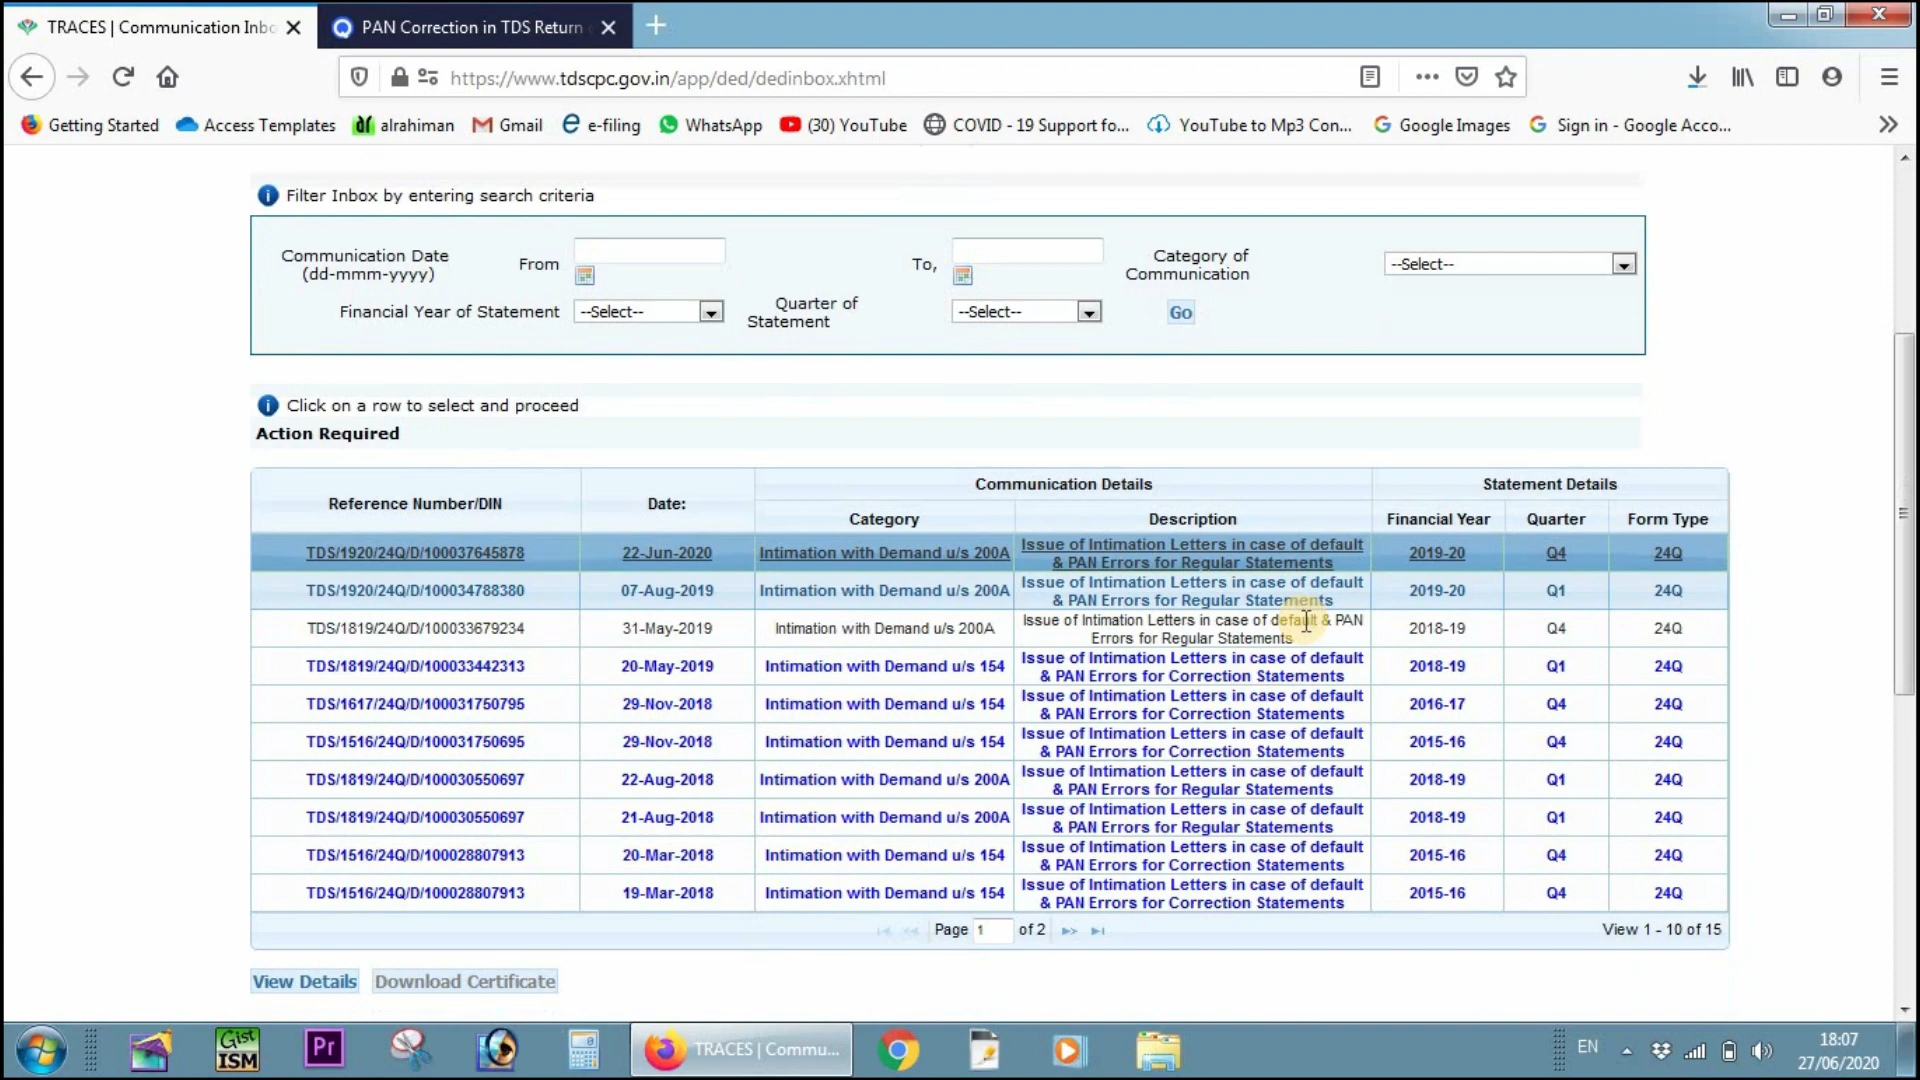 TRACES | Communication Inbo
PAN Correction in TDS Return
https://www.tdscpc.gov.in/app/ded/dedinbox.xhtml
Getting Started Access Templates alrahiman Gmail e-filing WhatsApp (30) YouTube COVID - 19 Support fo... YouTube to Mp3 Con... Google Images Sign in - Google Acco...
Filter Inbox by entering search criteria
Communication Date
(dd-mmm-yyyy)
From
To,
Category of
Communication
--Select--
Financial Year of Statement --Select--
Quarter of
Statement
--Select--
Go
Click on a row to select and proceed
Action Required
Reference Number/DIN Date: Communication Details Statement Details
Category Description Financial Year Quarter Form Type
TDS/1920/24Q/D/100037645878 22-Jun-2020 Intimation with Demand u/s 200A Issue of Intimation Letters in case of default
& PAN Errors for Regular Statements 2019-20 Q4 24Q
TDS/1920/24Q/D/100034788380 07-Aug-2019 Intimation with Demand u/s 200A Issue of Intimation Letters in case of default
& PAN Errors for Regular Statements 2019-20 Q1 24Q
TDS/1819/24Q/D/100033679234 31-May-2019 Intimation with Demand u/s 200A Issue of Intimation Letters in case of default & PAN
Errors for Regular Statements 2018-19 Q4 24Q
TDS/1819/24Q/D/100033442313 20-May-2019 Intimation with Demand u/s 154 Issue of Intimation Letters in case of default
& PAN Errors for Correction Statements 2018-19 Q1 24Q
TDS/1617/24Q/D/100031750795 29-Nov-2018 Intimation with Demand u/s 154 Issue of Intimation Letters in case of default
& PAN Errors for Correction Statements 2016-17 Q4 24Q
TDS/1516/24Q/D/100031750695 29-Nov-2018 Intimation with Demand u/s 154 Issue of Intimation Letters in case of default
& PAN Errors for Correction Statements 2015-16 Q4 24Q
TDS/1819/24Q/D/100030550697 22-Aug-2018 Intimation with Demand u/s 200A Issue of Intimation Letters in case of default
& PAN Errors for Regular Statements 2018-19 Q1 24Q
TDS/1819/24Q/D/100030550697 21-Aug-2018 Intimation with Demand u/s 200A Issue of Intimation Letters in case of default
& PAN Errors for Regular Statements 2018-19 Q1 24Q
TDS/1516/24Q/D/100028807913 20-Mar-2018 Intimation with Demand u/s 154 Issue of Intimation Letters in case of default
& PAN Errors for Correction Statements 2015-16 Q4 24Q
TDS/1516/24Q/D/100028807913 19-Mar-2018 Intimation with Demand u/s 154 Issue of Intimation Letters in case of default
& PAN Errors for Correction Statements 2015-16 Q4 24Q
Page 1 of 2
View 1 - 10 of 15
View Details Download Certificate
Gist
ISM
Pr
TRACES | Commu...
EN
18:07
27/06/2020